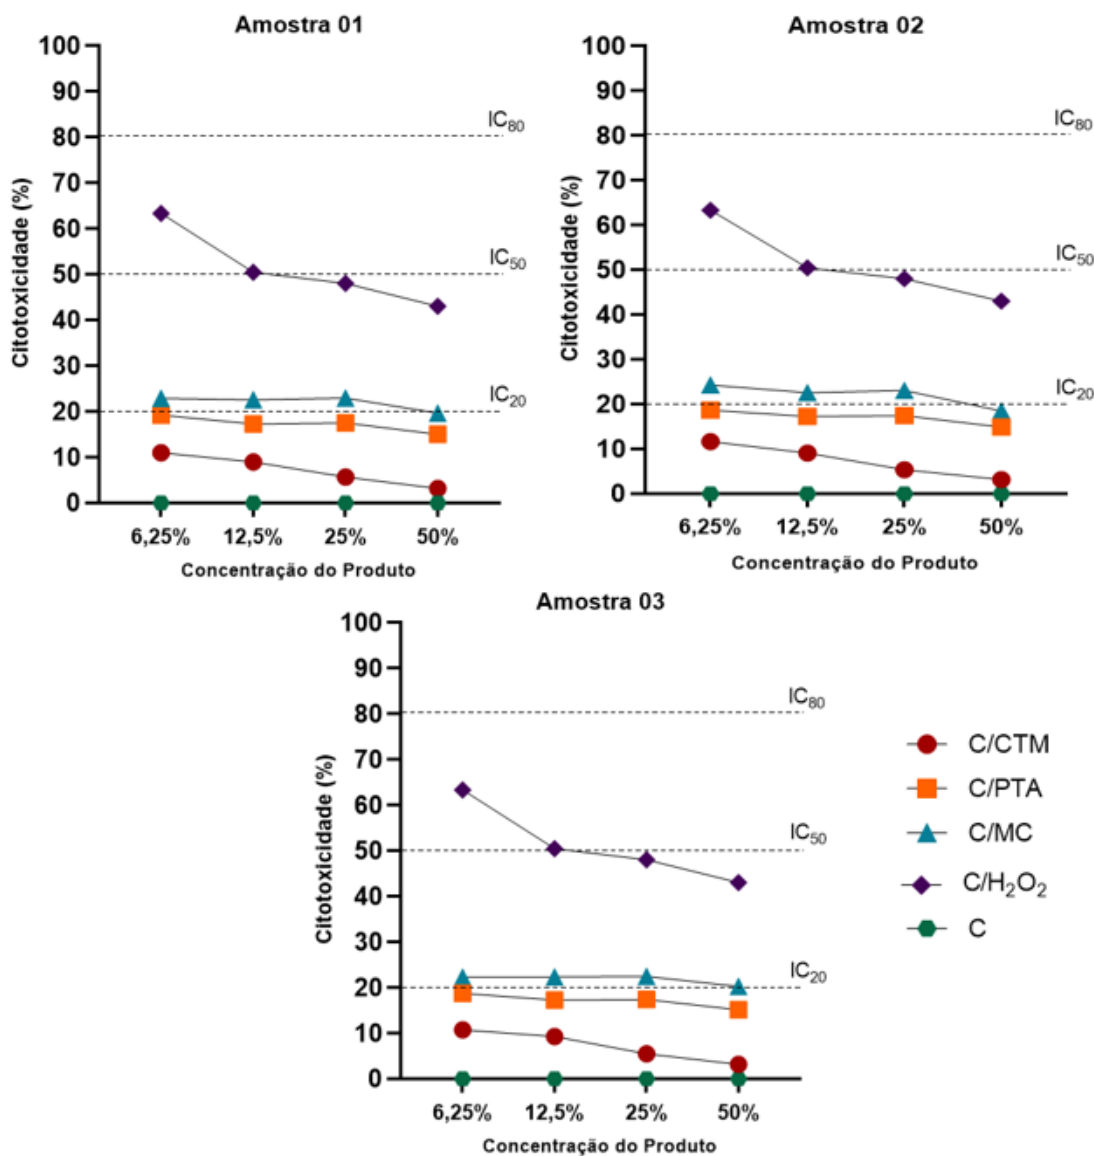 Amostra 01
100
90
80
70
60
50
40
30
20
10
0
Citotoxicidade (%)
IC80
IC50
IC20
6,25% 12,5% 25% 50%
Concentração do Produto
Amostra 02
100
90
80
70
60
50
40
30
20
10
0
Citotoxicidade (%)
IC80
IC50
IC20
6,25% 12,5% 25% 50%
Concentração do Produto
Amostra 03
100
90
80
70
60
50
40
30
20
10
0
Citotoxicidade (%)
IC80
IC50
IC20
6,25% 12,5% 25% 50%
Concentração do Produto
C/CTM
C/PTA
C/MC
C/H2O2
C